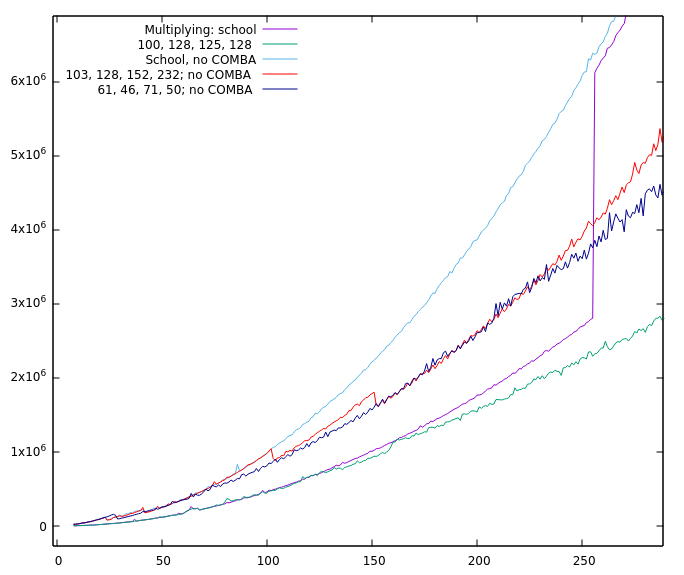 Multiplying: school
100, 128, 125, 128
School, no COMBA
103, 128, 152, 232; no COMBA
61, 46, 71, 50; no COMBA
6x10⁶
5x10⁶
4x10⁶
3x10⁶
2x10⁶
1x10⁶
0
0 50 100 150 200 250